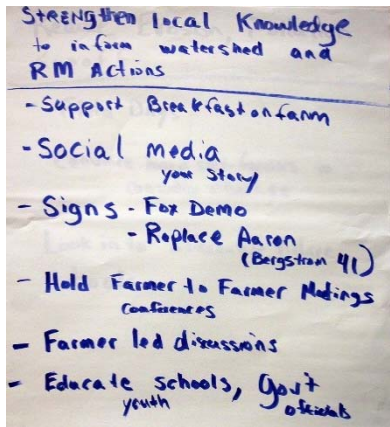 Strengthen local Knowledge
to inform watershed and
RM Actions
- Support Breakfast on farm
- Social media
your Story
- Signs - Fox Demo
- Replace Aaron
(Bergstrom 41)
- Hold Farmer to Farmer Meetings
Conferences
- Farmer led discussions
- Educate schools, Govt
youth officials